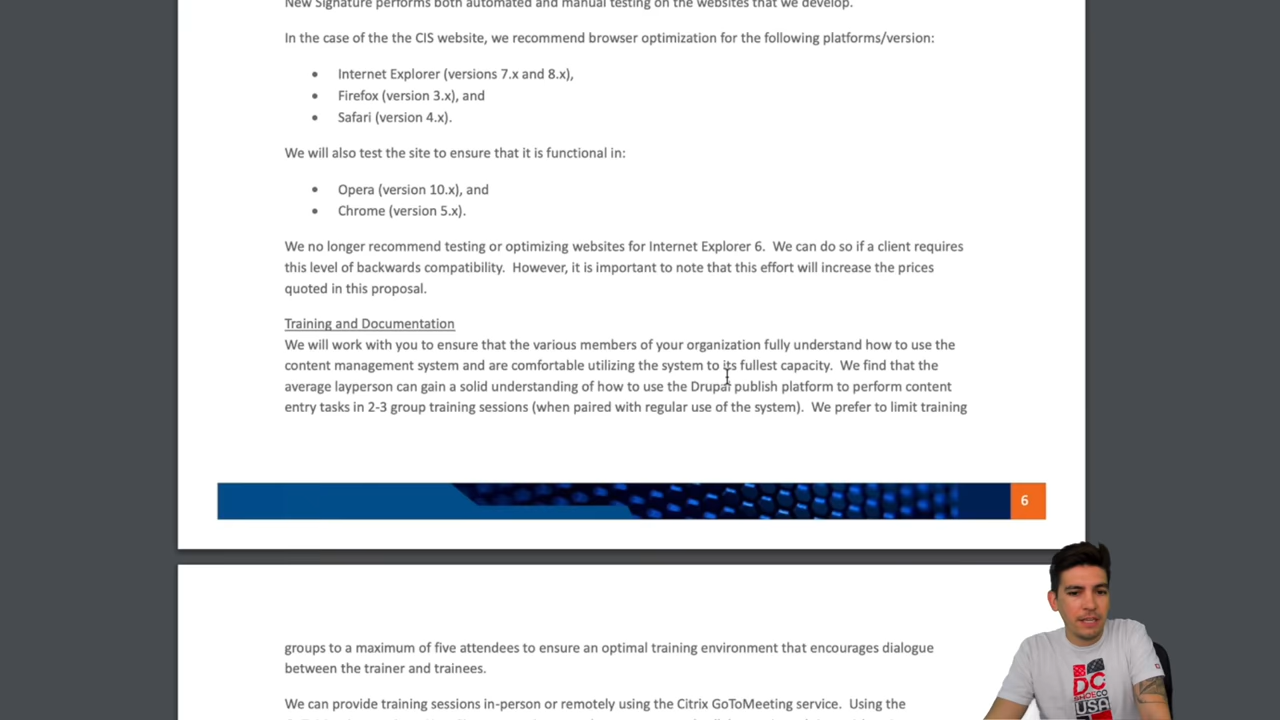 New Signature performs both automated and manual testing on the websites that we develop.
In the case of the the CIS website, we recommend browser optimization for the following platforms/version:
• Internet Explorer (versions 7.x and 8.x),
• Firefox (version 3.x), and
• Safari (version 4.x).
We will also test the site to ensure that it is functional in:
• Opera (version 10.x), and
• Chrome (version 5.x).
We no longer recommend testing or optimizing websites for Internet Explorer 6.  We can do so if a client requires
this level of backwards compatibility.  However, it is important to note that this effort will increase the prices
quoted in this proposal.
Training and Documentation
We will work with you to ensure that the various members of your organization fully understand how to use the
content management system and are comfortable utilizing the system to its fullest capacity.  We find that the
average layperson can gain a solid understanding of how to use the Drupal publish platform to perform content
entry tasks in 2-3 group training sessions (when paired with regular use of the system).  We prefer to limit training
6
groups to a maximum of five attendees to ensure an optimal training environment that encourages dialogue
between the trainer and trainees.
We can provide training sessions in-person or remotely using the Citrix GoToMeeting service.  Using the
DC
USA